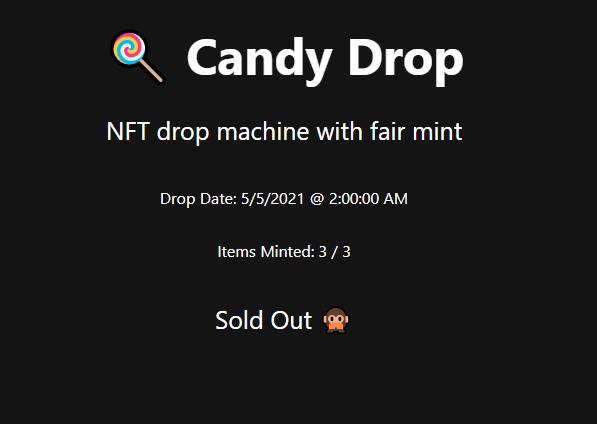 🍭 Candy Drop
NFT drop machine with fair mint
Drop Date: 5/5/2021 @ 2:00:00 AM
Items Minted: 3 / 3
Sold Out 🙊